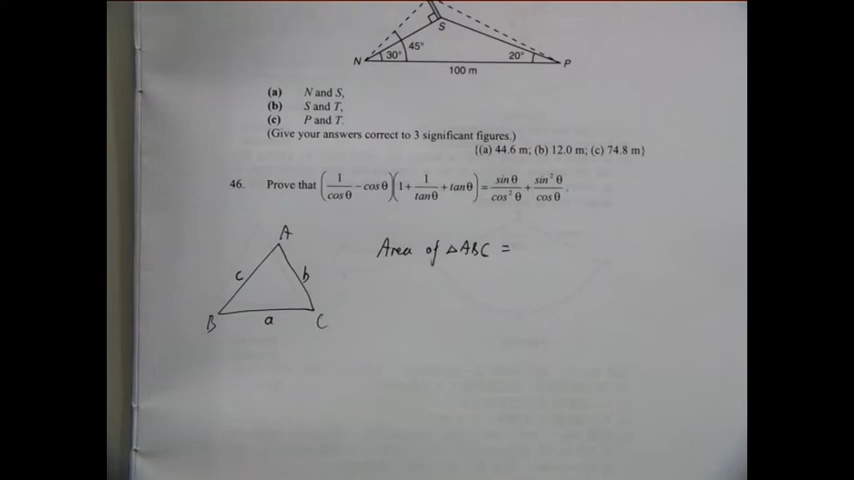 S
N 30° 45° 20° P
100 m
(a) N and S,
(b) S and T,
(c) P and T.
(Give your answers correct to 3 significant figures.)
{(a) 44.6 m; (b) 12.0 m; (c) 74.8 m}
46. Prove that (1/cosθ − cosθ)(1 + 1/tanθ + tanθ) = sinθ/cos²θ + sin²θ/cosθ.
A
Area of △ABC =
c b
B a C